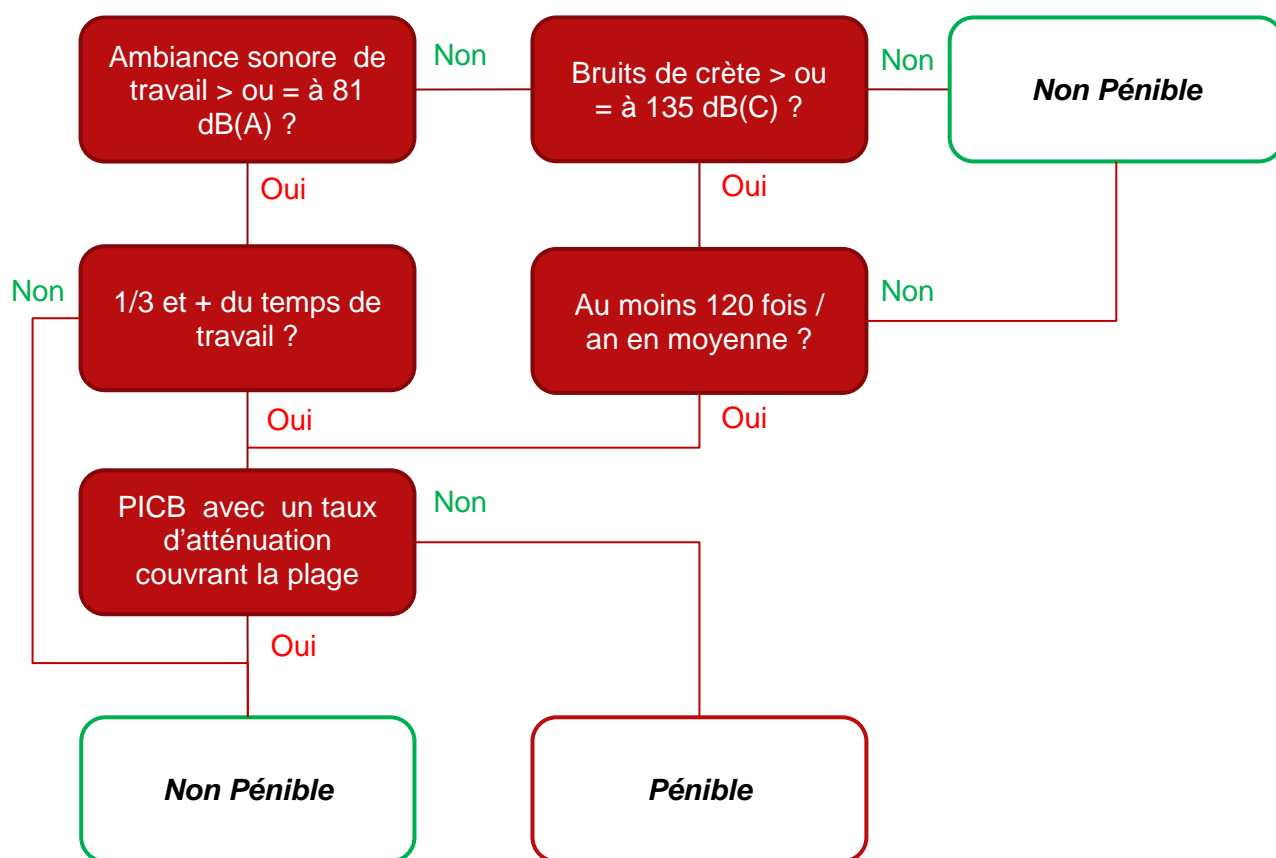 Ambiance sonore de
travail > ou = à 81
dB(A) ?
Non
Bruits de crète > ou
= à 135 dB(C) ?
Non
Non Pénible
Oui
Oui
Non
1/3 et + du temps de
travail ?
Au moins 120 fois /
an en moyenne ?
Non
Oui
Oui
PICB avec un taux
d’atténuation
couvrant la plage
Non
Oui
Non Pénible
Pénible